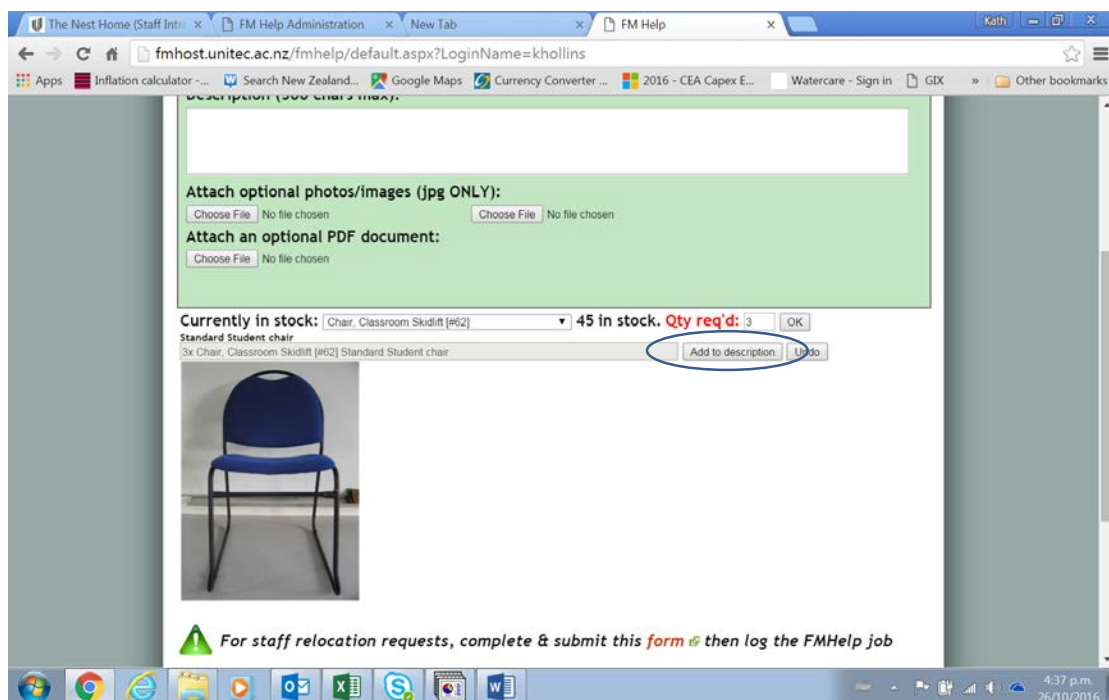 The Nest Home (Staff Intr
FM Help Administration
New Tab
FM Help
Kath
fmhost.unitec.ac.nz/fmhelp/default.aspx?LoginName=khollins
Apps
Inflation calculator -...
Search New Zealand...
Google Maps
Currency Converter ...
2016 - CEA Capex E...
Watercare - Sign in
GIX
»
Other bookmarks
Description (500 chars max):
Attach optional photos/images (jpg ONLY):
Choose File No file chosen
Choose File No file chosen
Attach an optional PDF document:
Choose File No file chosen
Currently in stock: Chair, Classroom Skidlift [#62] 45 in stock. Qty req'd: 3 OK
Standard Student chair
3x Chair, Classroom Skidlift [#62] Standard Student chair Add to description Undo
For staff relocation requests, complete & submit this form then log the FMHelp job
4:37 p.m.
26/10/2016